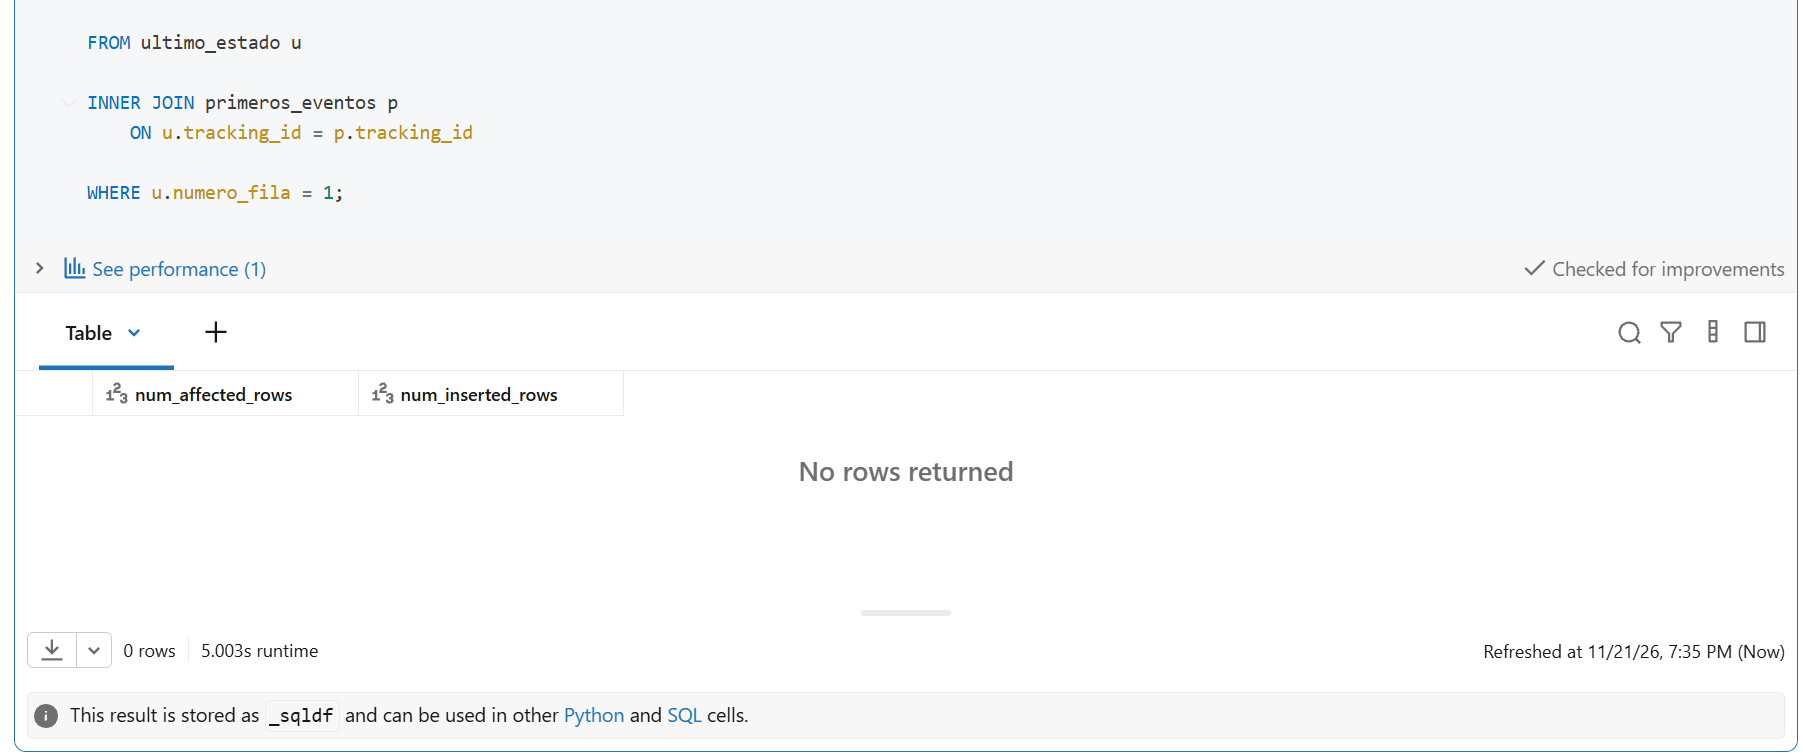 FROM ultimo_estado u
INNER JOIN primeros_eventos p
ON u.tracking_id = p.tracking_id
WHERE u.numero_fila = 1;
See performance (1)
Checked for improvements
Table
num_affected_rows
num_inserted_rows
No rows returned
0 rows
5.003s runtime
Refreshed at 11/21/26, 7:35 PM (Now)
This result is stored as _sqldf and can be used in other Python and SQL cells.